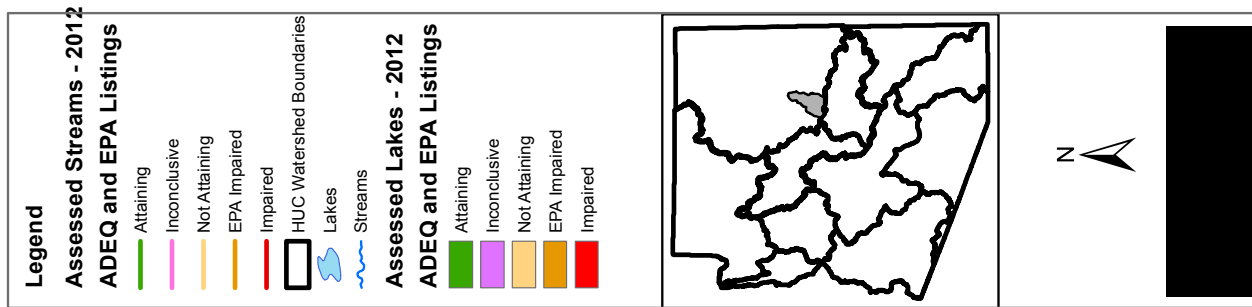 Legend
Assessed Streams - 2012
ADEQ and EPA Listings
Attaining
Inconclusive
Not Attaining
EPA Impaired
Impaired
HUC Watershed Boundaries
Lakes
Streams
Assessed Lakes - 2012
ADEQ and EPA Listings
Attaining
Inconclusive
Not Attaining
EPA Impaired
Impaired
N